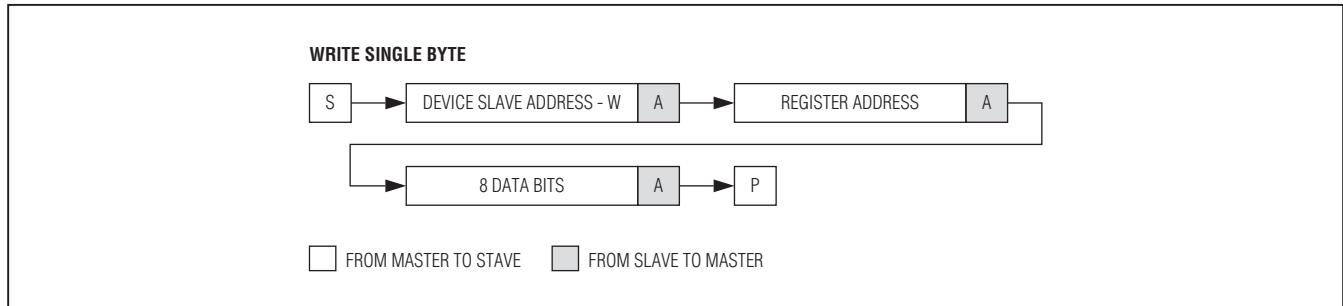 WRITE SINGLE BYTE
S DEVICE SLAVE ADDRESS - W A REGISTER ADDRESS A
8 DATA BITS A P
FROM MASTER TO STAVE FROM SLAVE TO MASTER